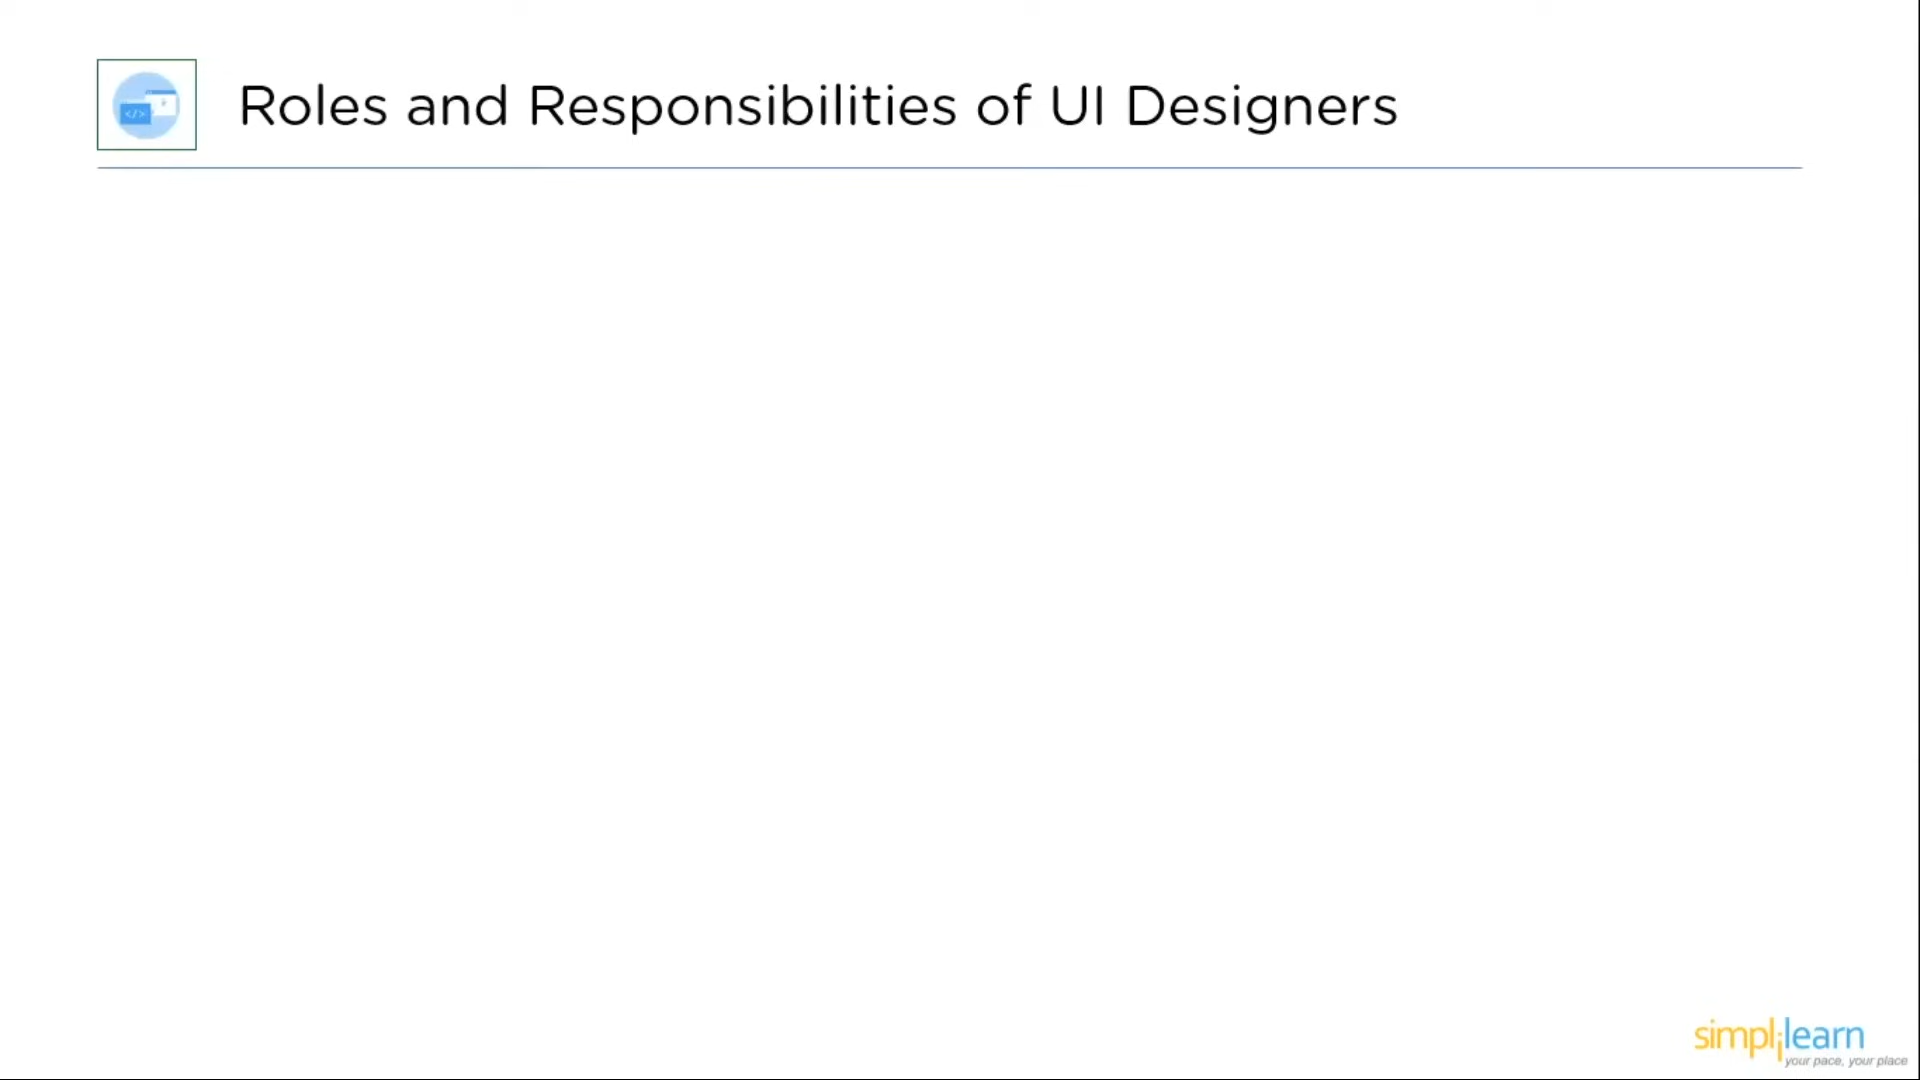 </>
Roles and Responsibilities of UI Designers
simplilearn
your pace, your place